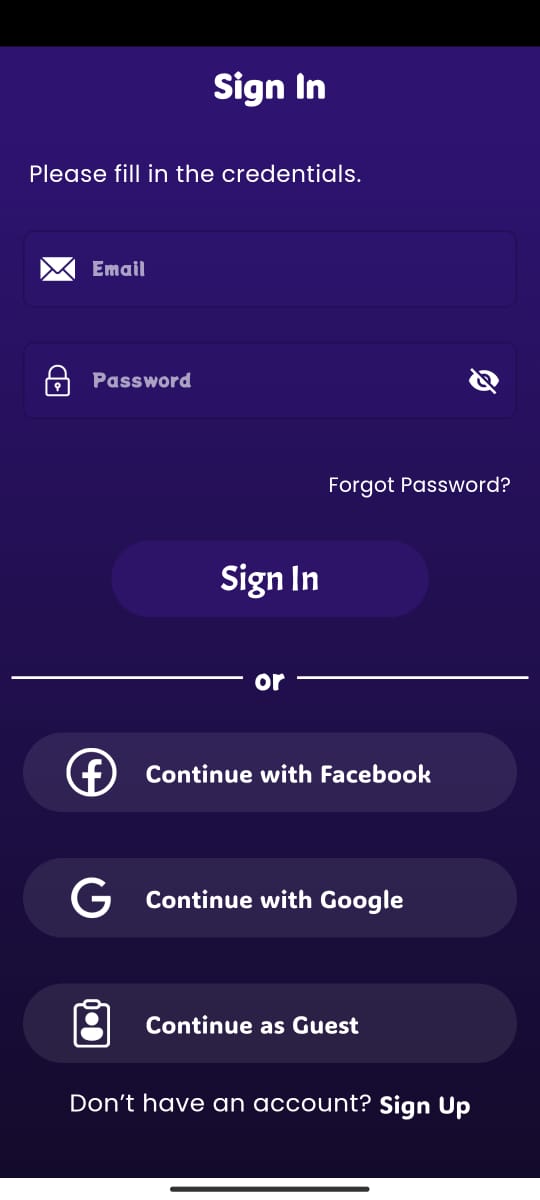 Sign In
Please fill in the credentials.
Email
Password
Forgot Password?
Sign In
or
Continue with Facebook
Continue with Google
Continue as Guest
Don’t have an account? Sign Up